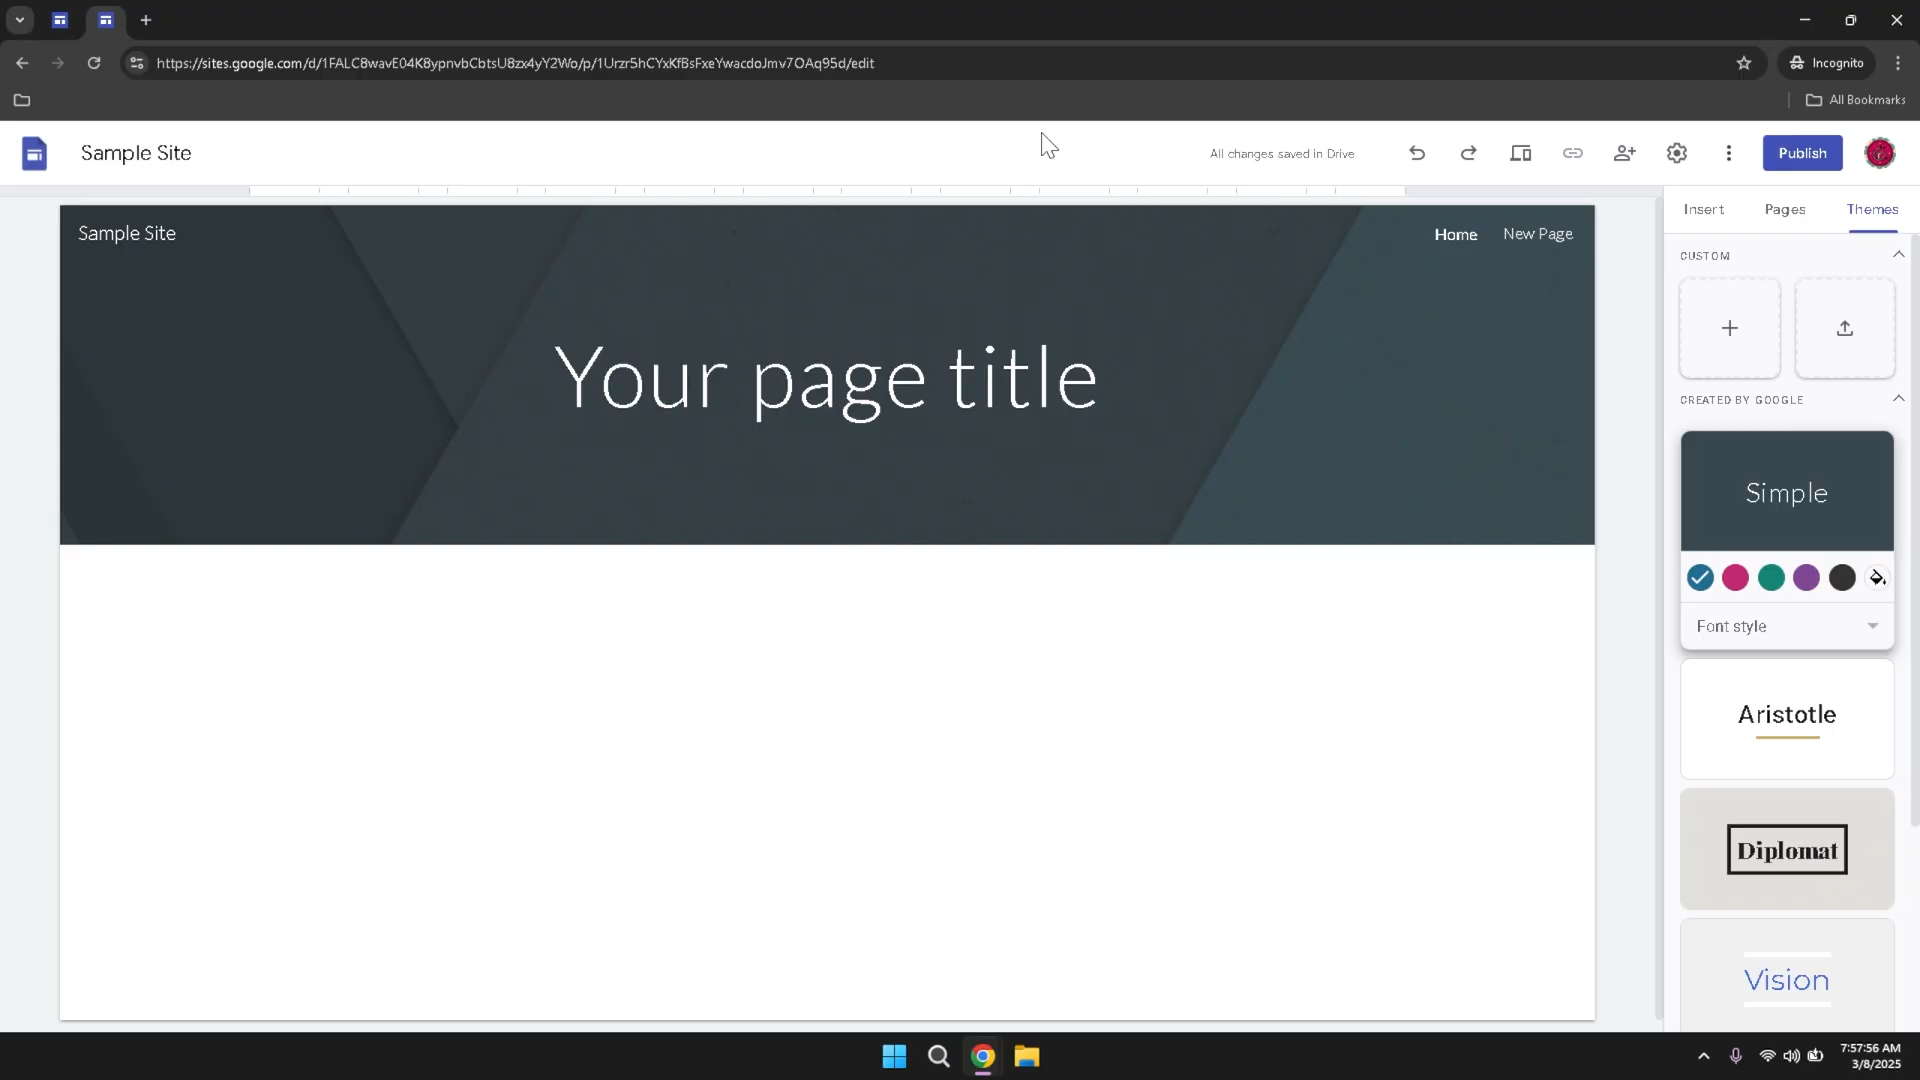 https://sites.google.com/d/1FALC8wavE04K8ypnvbCbtsU8zx4yY2Wo/p/1Urzr5hCYxKfBsFxeYwacdoJmv7OAq95d/edit
Incognito
All Bookmarks
Sample Site
All changes saved in Drive
Publish
Insert Pages Themes
Sample Site
Home New Page
Your page title
CUSTOM
CREATED BY GOOGLE
Simple
Font style
Aristotle
Diplomat
Vision
7:57:56 AM
3/8/2025